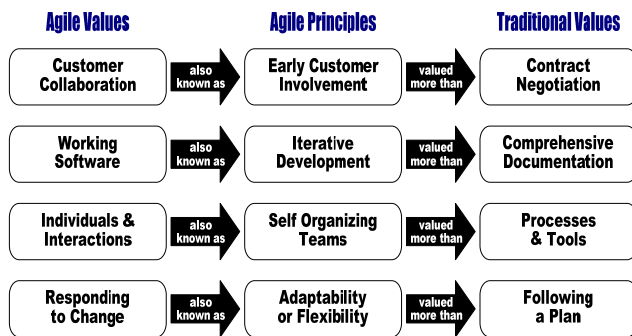 Agile Values Agile Principles Traditional Values
Customer Collaboration also known as Early Customer Involvement valued more than Contract Negotiation
Working Software also known as Iterative Development valued more than Comprehensive Documentation
Individuals & Interactions also known as Self Organizing Teams valued more than Processes & Tools
Responding to Change also known as Adaptability or Flexibility valued more than Following a Plan